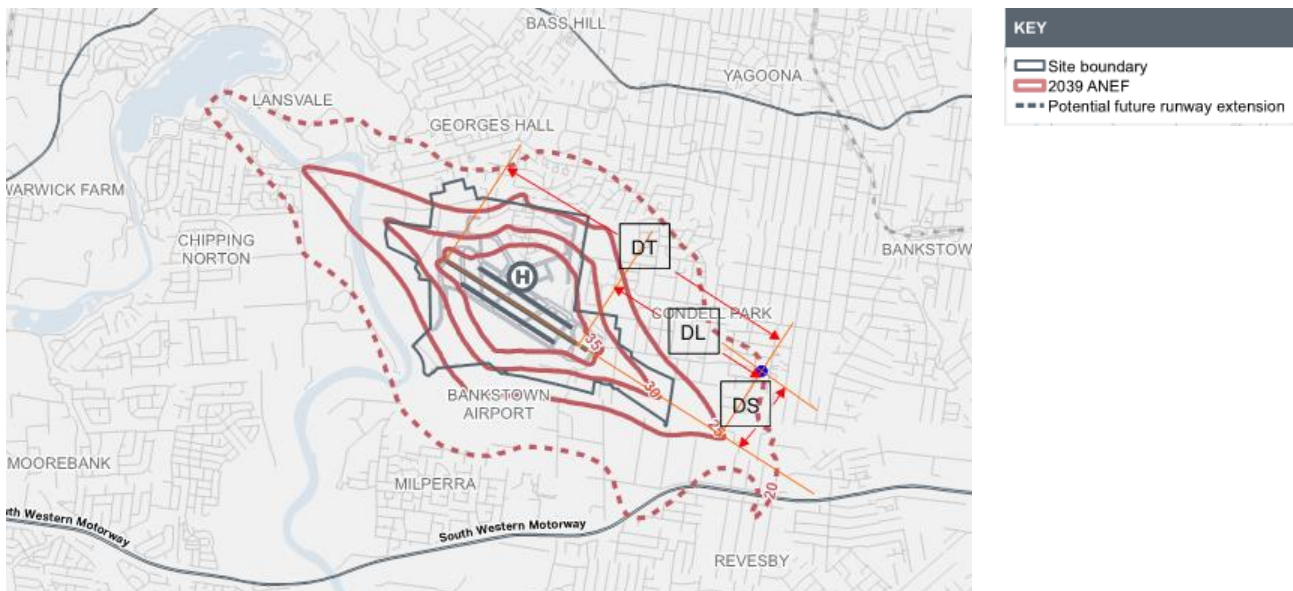 BASS HILL
KEY
Site boundary
2039 ANEF
Potential future runway extension
YAGOONA
LANSVALE
GEORGES HALL
WARWICK FARM
CHIPPING
NORTON
DT
BANKSTOW
H
CONDELL PARK
DL
35
30
BANKSTOWN
AIRPORT
DS
25
MOOREBANK
MILPERRA
20
South Western Motorway
th Western Motorway
REVESBY